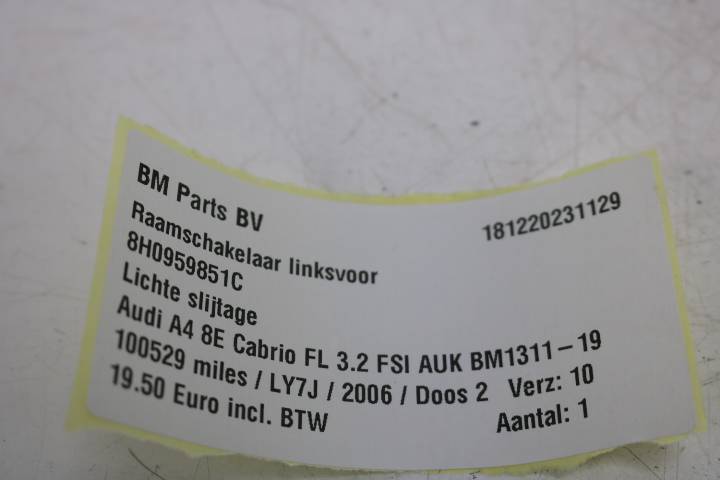 BM Parts BV
181220231129
Raamschakelaar linksvoor
8H0959851C
Lichte slijtage
Audi A4 8E Cabrio FL 3.2 FSI AUK BM1311-19
100529 miles / LY7J / 2006 / Doos 2 Verz: 10
19.50 Euro incl. BTW Aantal: 1